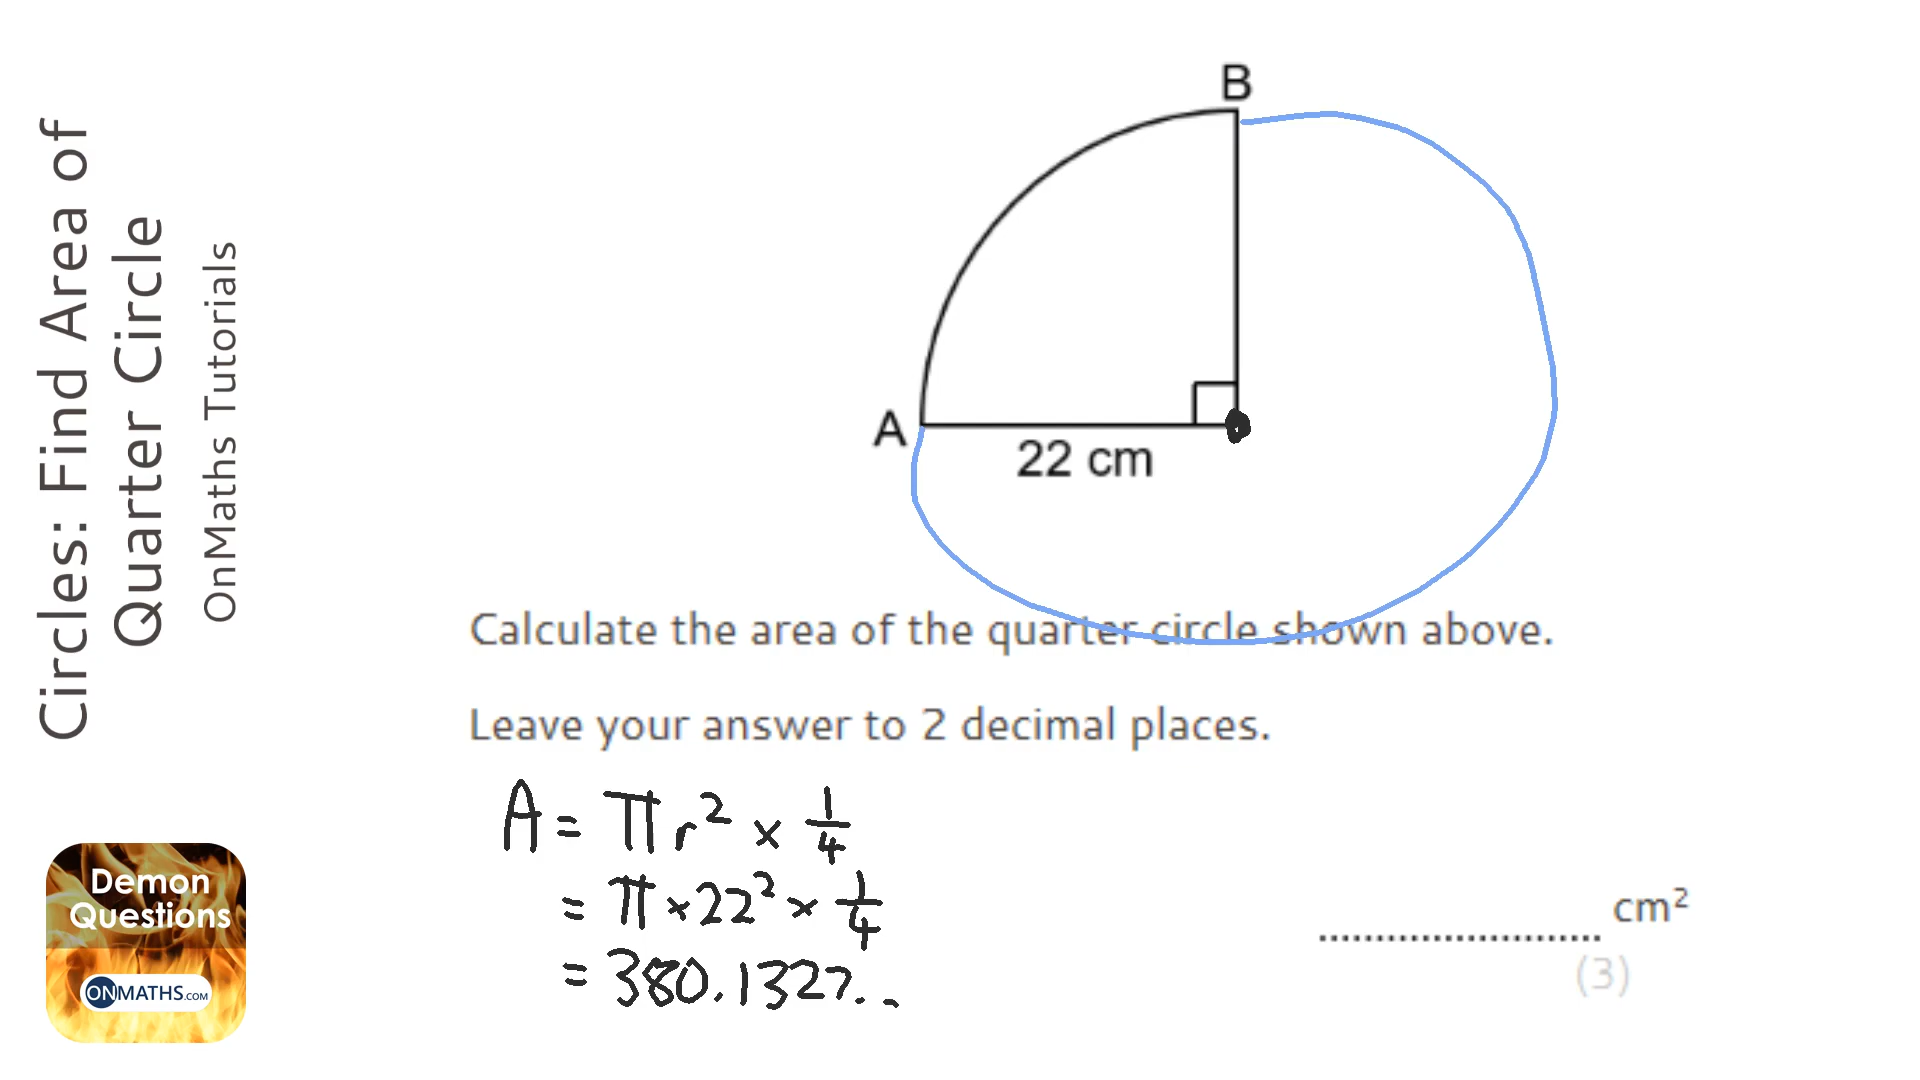 Circles: Find Area of
Quarter Circle
OnMaths Tutorials
B
A
22 cm
Calculate the area of the quarter circle shown above.
Leave your answer to 2 decimal places.
A = πr² × 1/4
= π × 22² × 1/4
= 380.1327..
.............................. cm²
(3)
Demon
Questions
ONMATHS.COM